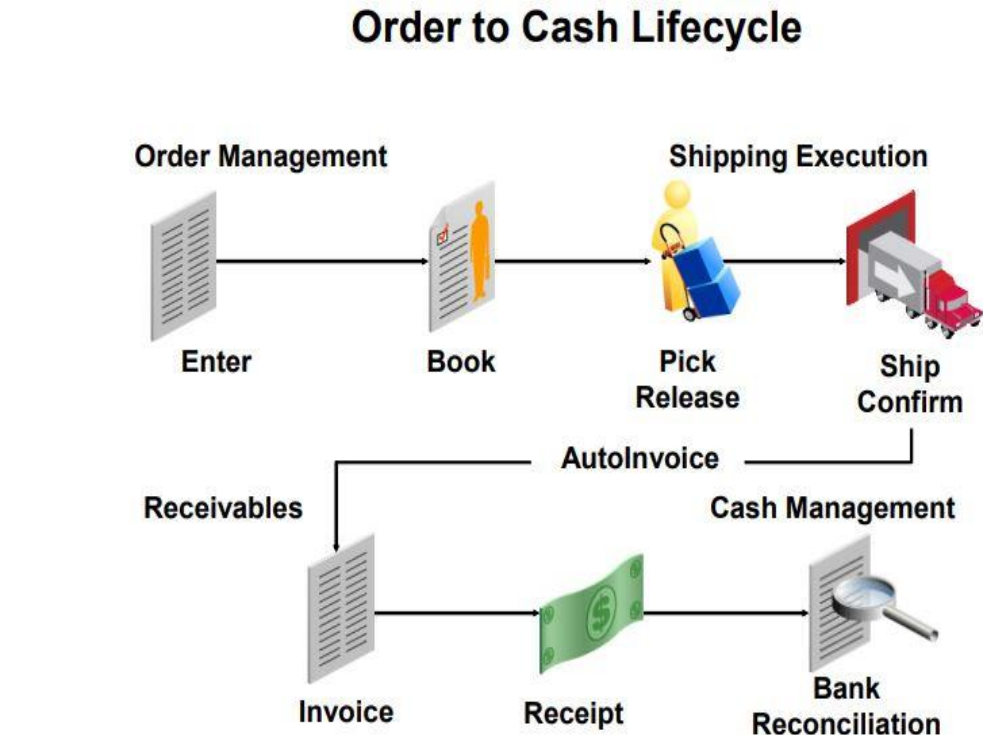 Order to Cash Lifecycle
Order Management
Shipping Execution
Enter
Book
Pick
Release
Ship
Confirm
AutoInvoice
Receivables
Cash Management
Invoice
Receipt
Bank
Reconciliation